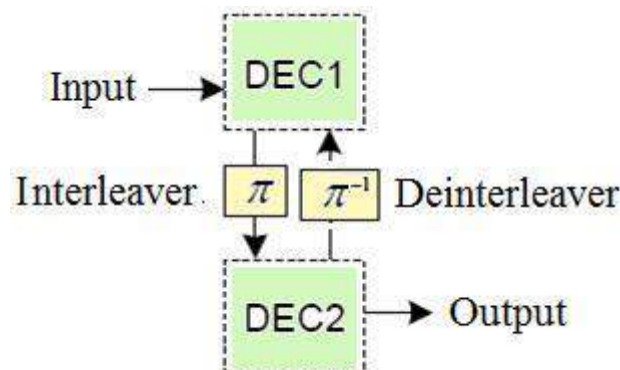 DEC1
Input
Interleaver π π⁻¹ Deinterleaver
DEC2
Output